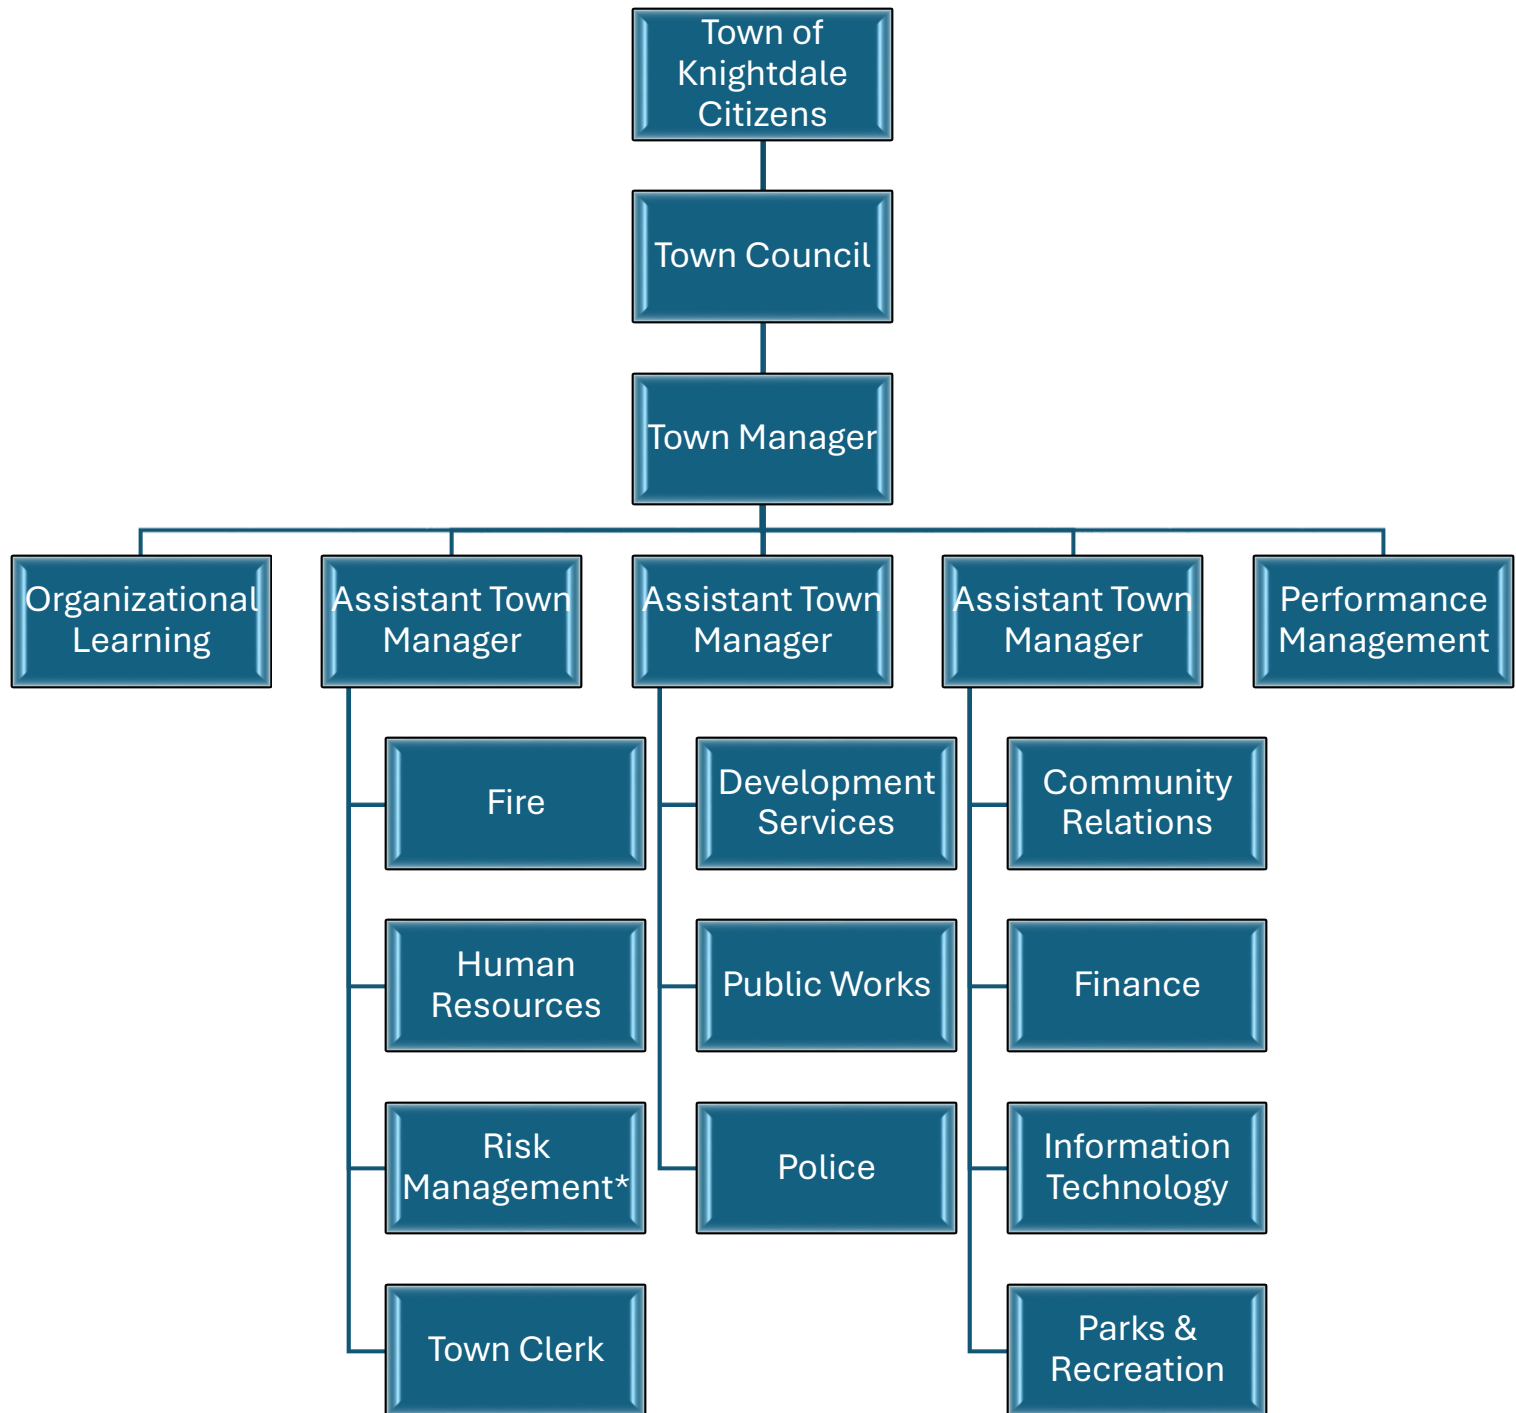 Town of
Knightdale
Citizens
Town Council
Town Manager
Organizational
Learning
Assistant Town
Manager
Assistant Town
Manager
Assistant Town
Manager
Performance
Management
Fire
Human
Resources
Risk
Management*
Town Clerk
Development
Services
Public Works
Police
Community
Relations
Finance
Information
Technology
Parks &
Recreation